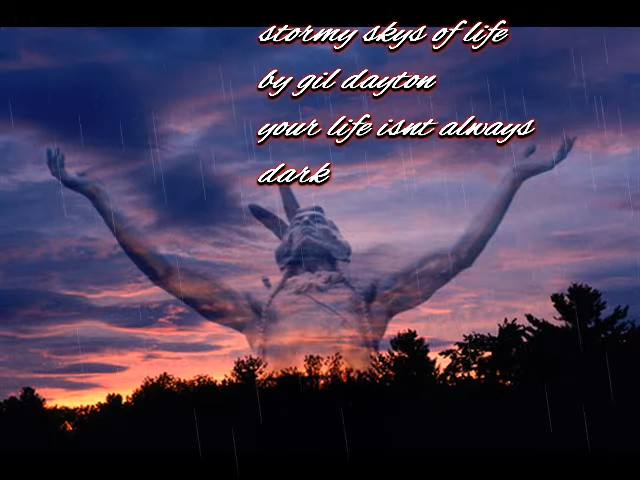 stormy skys of life
by gil dayton
your life isnt always
dark